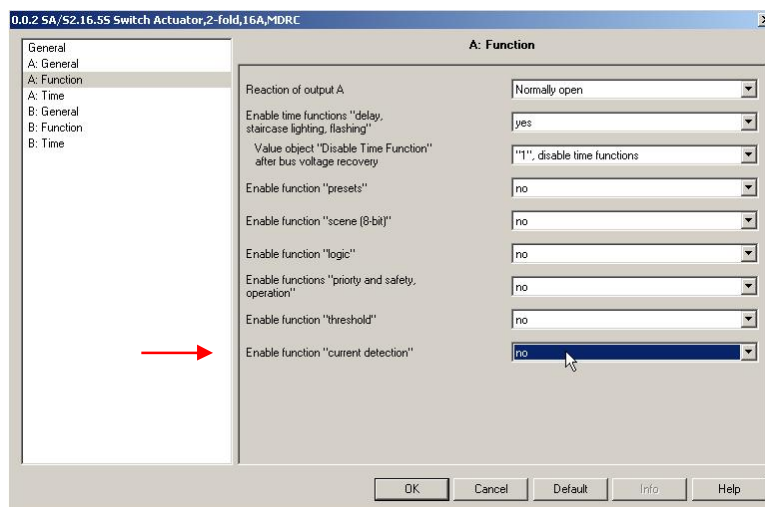 0.0.2 SA/S2.16.5S Switch Actuator,2-fold,16A,MDRC
General
A: General
A: Function
A: Time
B: General
B: Function
B: Time
A: Function
Reaction of output A
Normally open
Enable time functions "delay,
staircase lighting, flashing"
yes
Value object "Disable Time Function"
after bus voltage recovery
"1", disable time functions
Enable function "presets"
no
Enable function "scene (8-bit)"
no
Enable function "logic"
no
Enable functions "priorty and safety,
operation"
no
Enable function "threshold"
no
Enable function "current detection"
no
OK
Cancel
Default
Info
Help